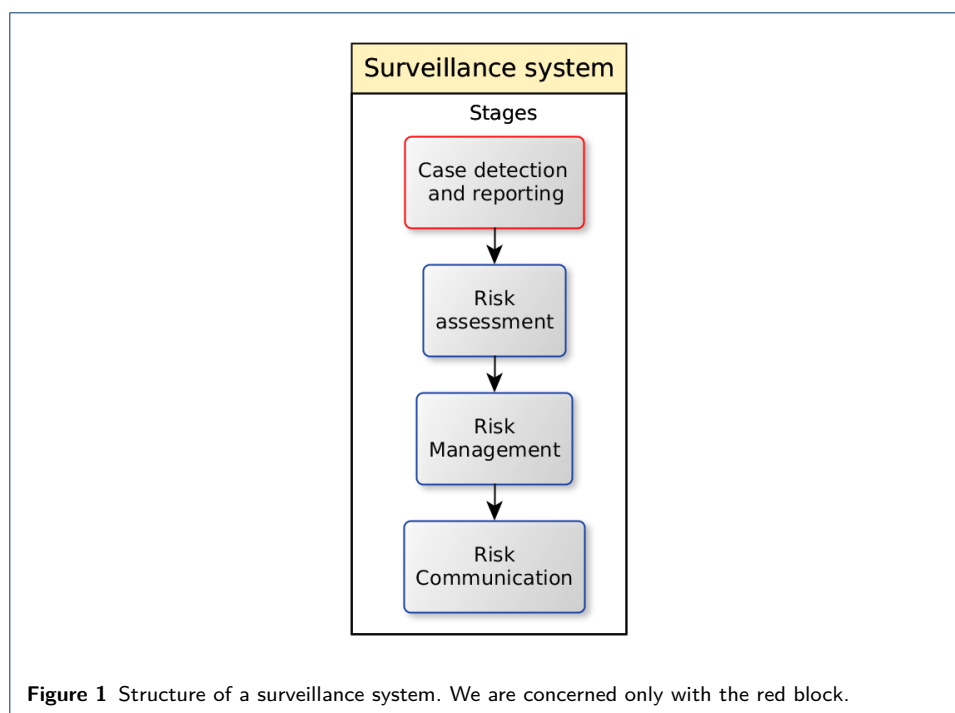 Surveillance system
Stages
Case detection
and reporting
Risk
assessment
Risk
Management
Risk
Communication
Figure 1 Structure of a surveillance system. We are concerned only with the red block.